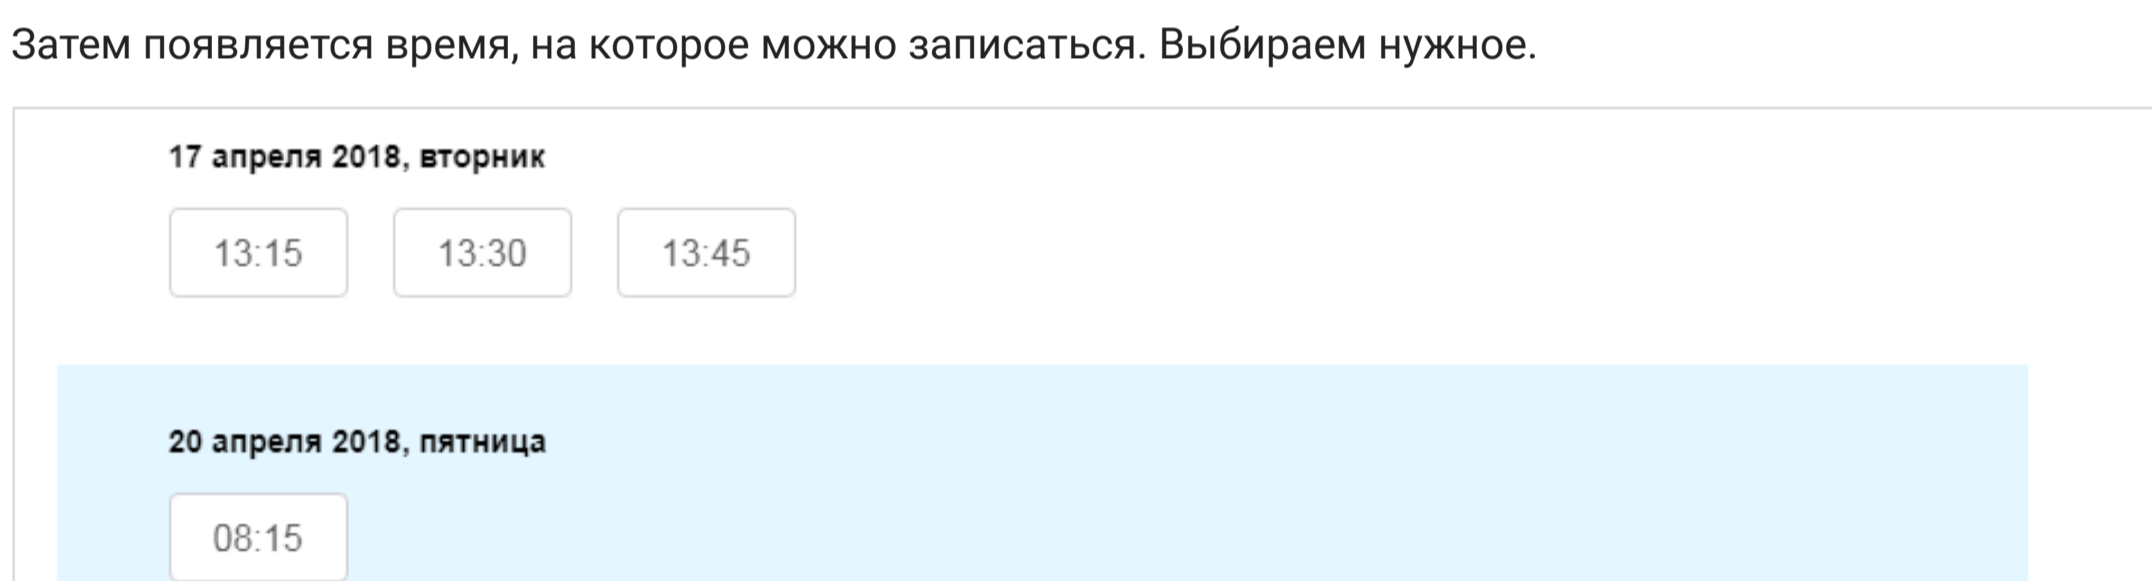 Затем появляется время, на которое можно записаться. Выбираем нужное.
17 апреля 2018, вторник
13:15 13:30 13:45
20 апреля 2018, пятница
08:15